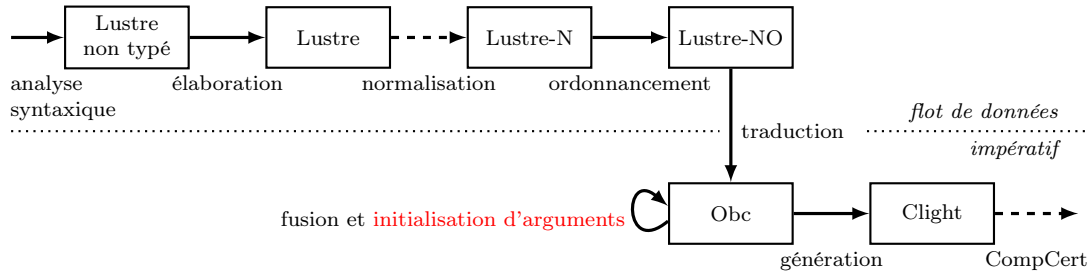 Lustre
non typé
Lustre
Lustre-N
Lustre-NO
analyse
syntaxique
élaboration
normalisation
ordonnancement
flot de données
traduction
impératif
fusion et initialisation d'arguments
Obc
Clight
génération
CompCert